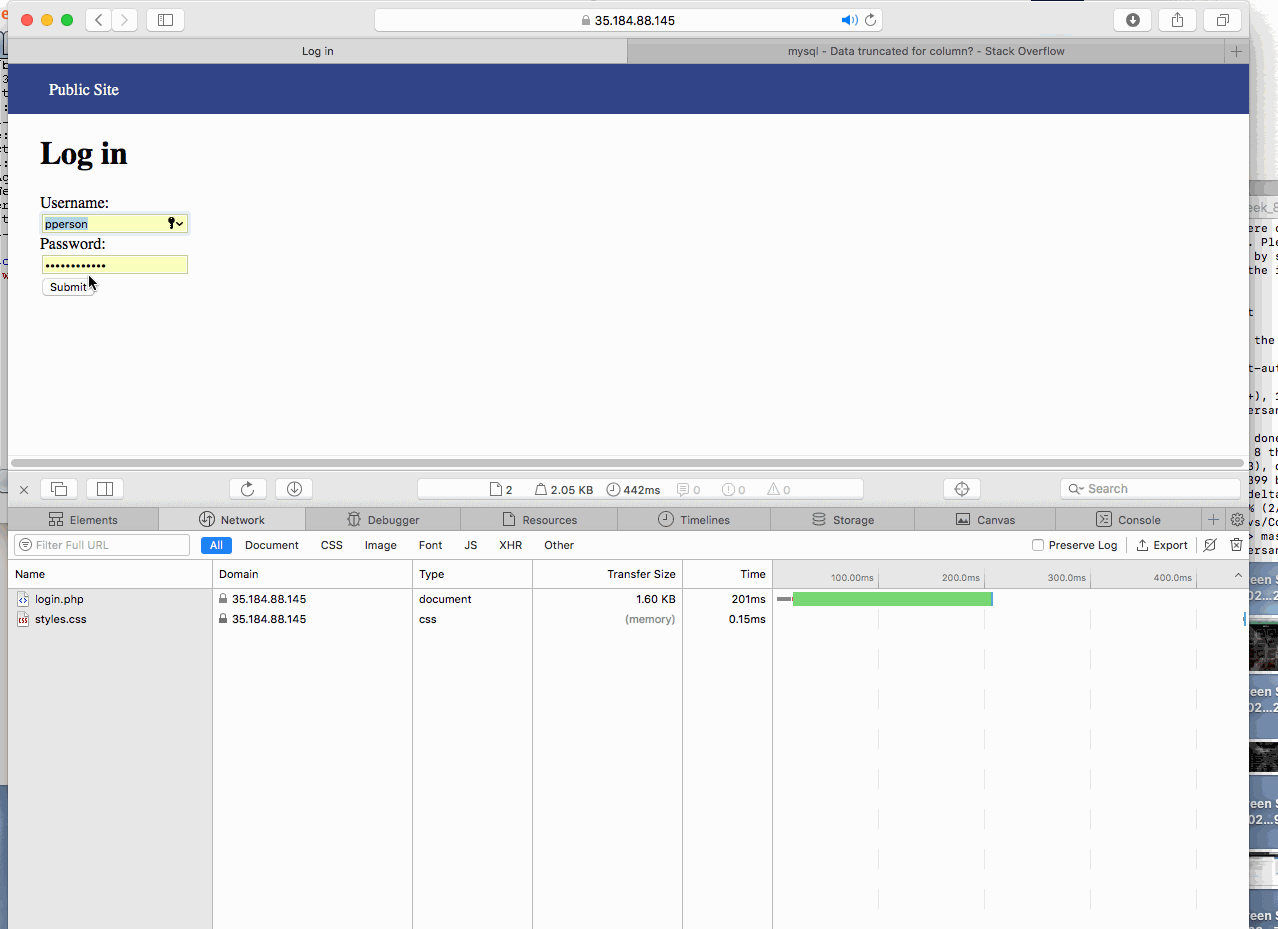 35.184.88.145
Log in
mysql - Data truncated for column? - Stack Overflow
Public Site
Log in
Username:
pperson
Password:
••••••••••••
Submit
2
2.05 KB
442ms
0
0
0
Search
Elements
Network
Debugger
Resources
Timelines
Storage
Canvas
Console
Filter Full URL
All
Document
CSS
Image
Font
JS
XHR
Other
Preserve Log
Export
Name
Domain
Type
Transfer Size
Time
100.00ms
200.0ms
300.0ms
400.0ms
login.php
35.184.88.145
document
1.60 KB
201ms
styles.css
35.184.88.145
css
(memory)
0.15ms